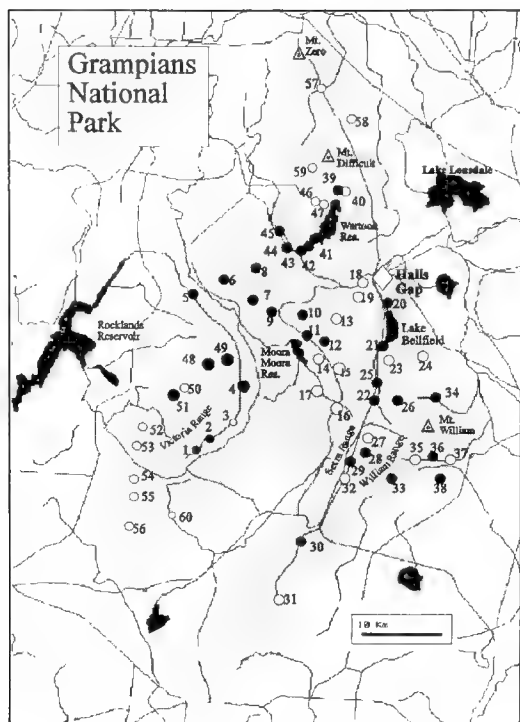 Grampians
National
Park
Mt.
Zero
57
58
59
Mt.
Difficult
39
40
46
47
Lake Lonsdale
45
44
43
42
41
Wartook
Res.
8
6
5
7
9
18
19
Halls
Gap
10
20
13
11
12
Lake
Bellfield
21
Rocklands
Reservoir
48
49
Moora
Moora
Res.
14
15
23
24
50
51
4
17
25
22
26
34
16
Victoria Range
3
52
53
2
1
Mt.
William
27
28
29
35
36
37
Serra Range
William Range
32
33
38
54
55
56
60
30
31
10 Km